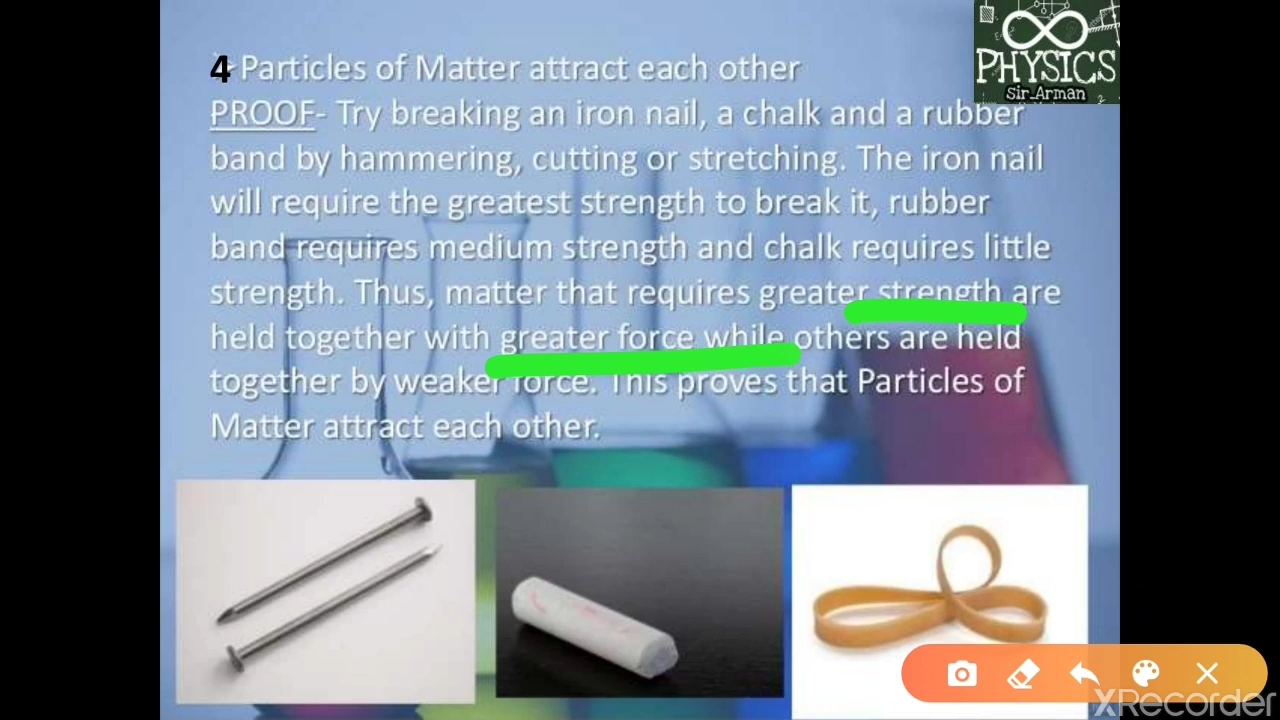 4 Particles of Matter attract each other
PROOF- Try breaking an iron nail, a chalk and a rubber
band by hammering, cutting or stretching. The iron nail
will require the greatest strength to break it, rubber
band requires medium strength and chalk requires little
strength. Thus, matter that requires greater strength are
held together with greater force while others are held
together by weaker force. This proves that Particles of
Matter attract each other.
PHYSICS
sir_Arman
XRecorder